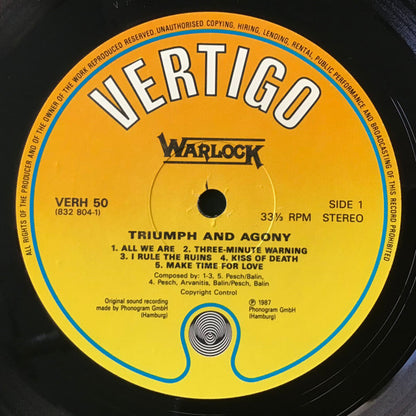 ALL RIGHTS OF THE PRODUCER AND OF THE OWNER OF THE WORK REPRODUCED RESERVED. UNAUTHORISED COPYING, HIRING, LENDING, RENTAL, PUBLIC PERFORMANCE AND BROADCASTING OF THIS RECORD PROHIBITED
VERTIGO
WARLOCK
VERH 50
(832 804-1)
SIDE 1
33⅓ RPM STEREO
TRIUMPH AND AGONY
1. ALL WE ARE 2. THREE-MINUTE WARNING
3. I RULE THE RUINS 4. KISS OF DEATH
5. MAKE TIME FOR LOVE
Composed by: 1-3, 5. Pesch/Balin,
4. Pesch, Arvanitis, Balin/Pesch, Balin
Copyright Control
Original sound recording
made by Phonogram GmbH
(Hamburg)
℗ 1987
Phonogram GmbH
(Hamburg)